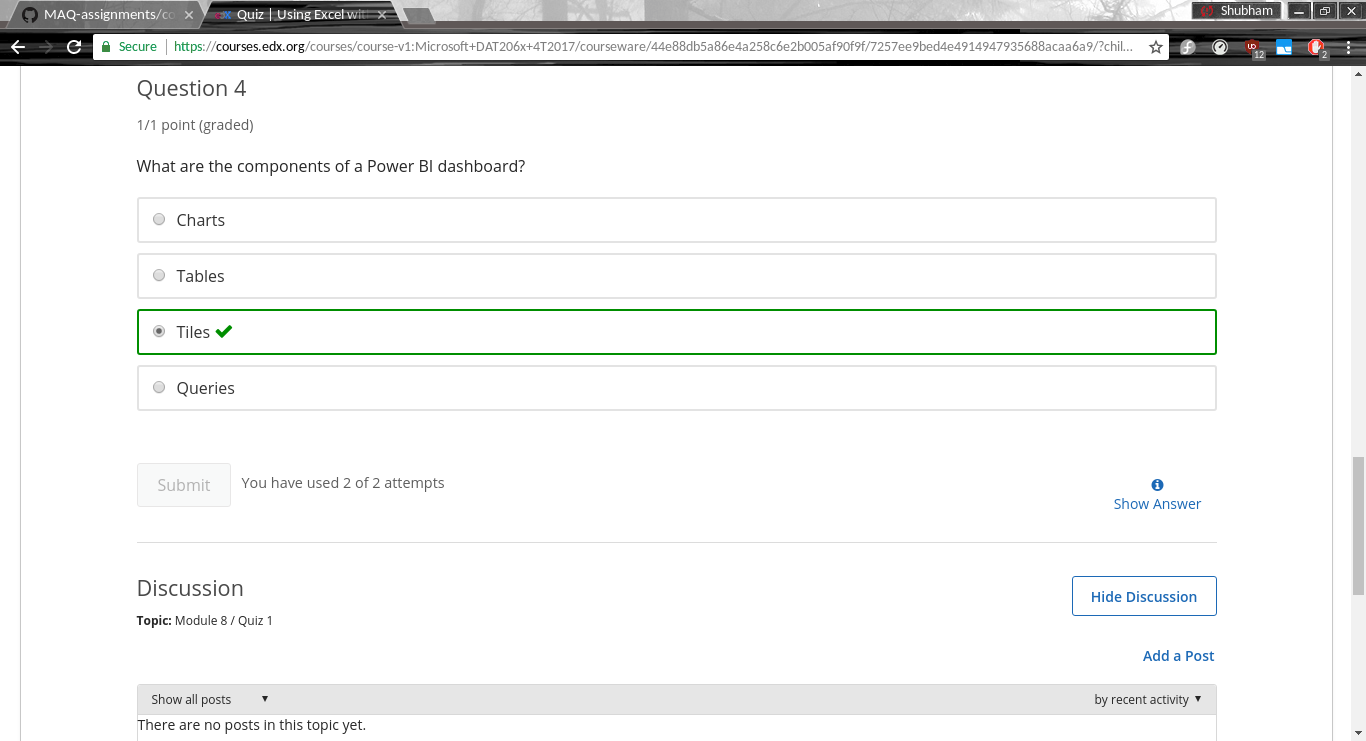 MAQ-assignments/co
Quiz | Using Excel wit
Shubham
Secure
https://courses.edx.org/courses/course-v1:Microsoft+DAT206x+4T2017/courseware/44e88db5a86e4a258c6e2b005af90f9f/7257ee9bed4e4914947935688acaa6a9/?chil...
12
2
Question 4
1/1 point (graded)
What are the components of a Power BI dashboard?
Charts
Tables
Tiles
Queries
Submit
You have used 2 of 2 attempts
Show Answer
Discussion
Hide Discussion
Topic: Module 8 / Quiz 1
Add a Post
Show all posts
by recent activity
There are no posts in this topic yet.